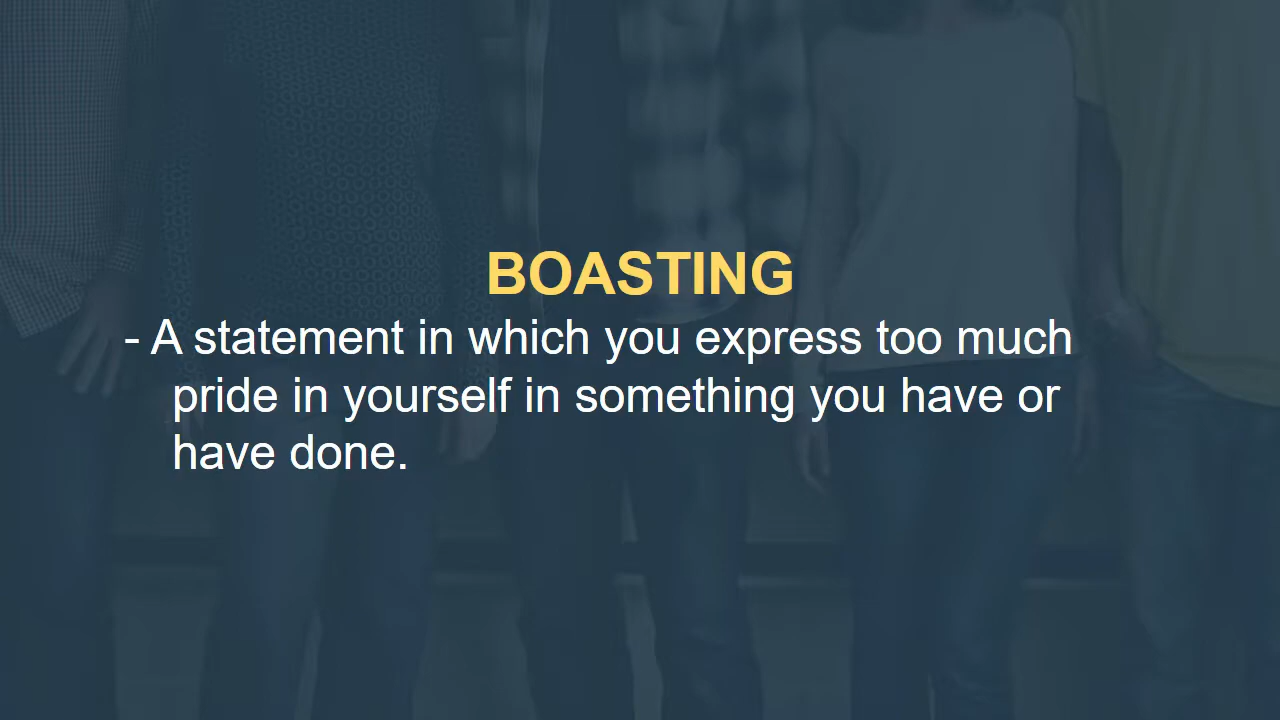 BOASTING
- A statement in which you express too much
pride in yourself in something you have or
have done.